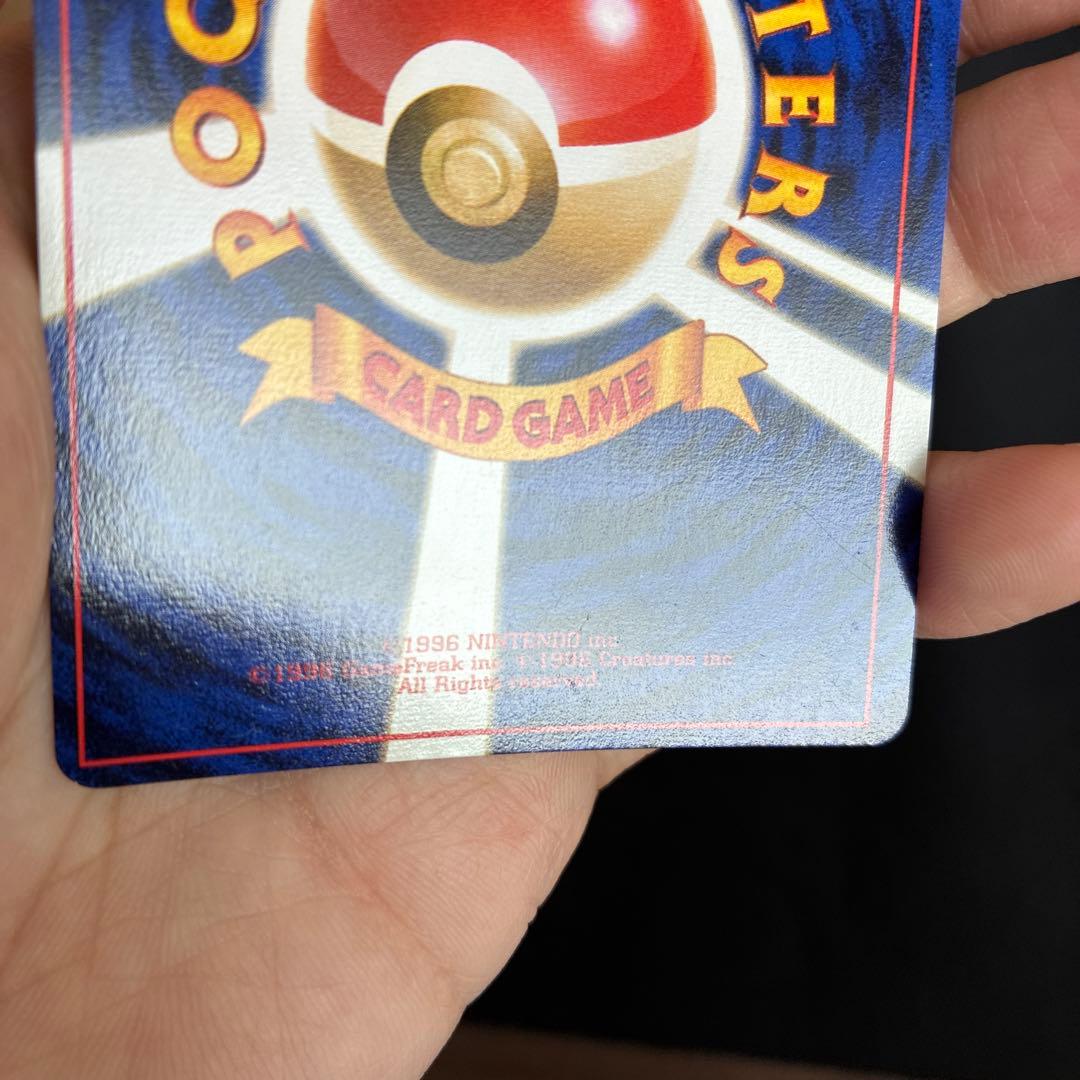 POC
TERS
CARD GAME
©1996 NINTENDO inc
©1996 GameFreak inc ©1996 Creatures inc
All Rights reserved